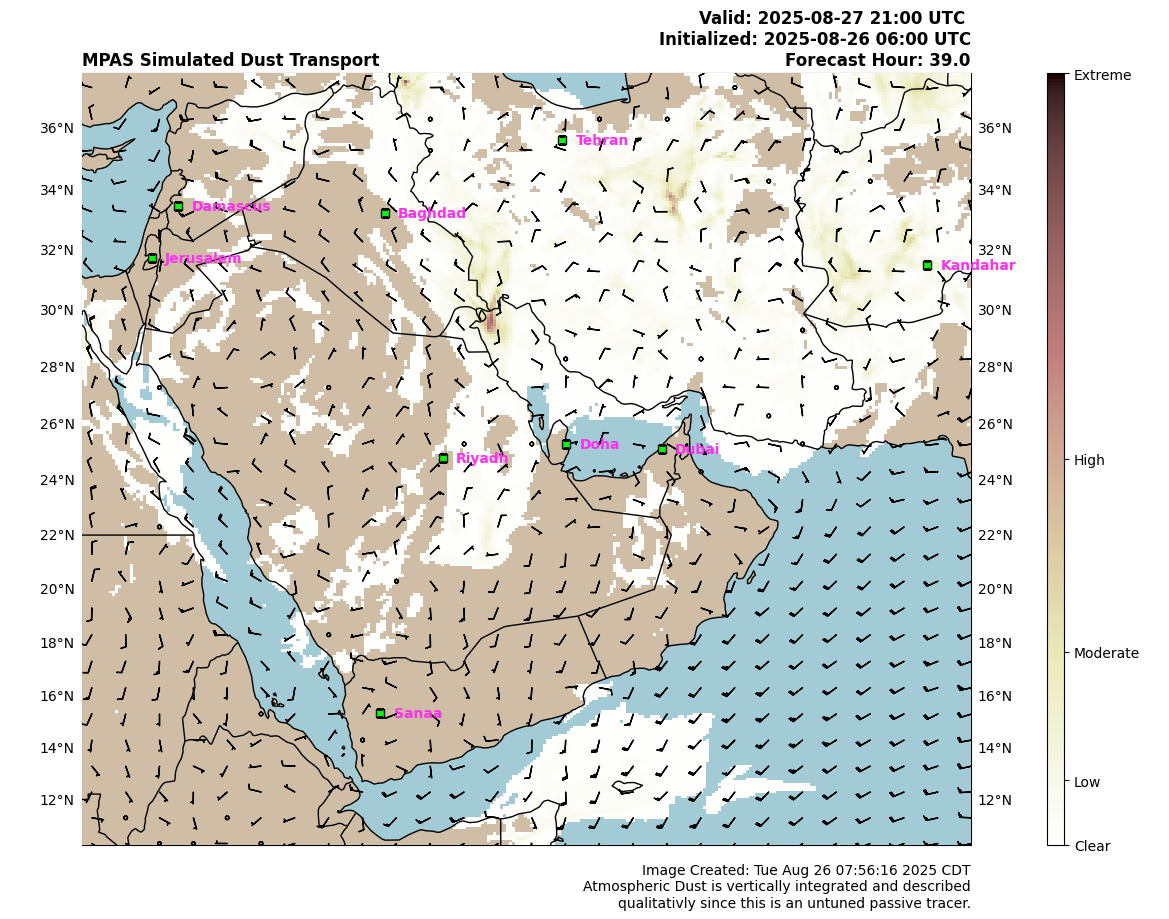 Valid: 2025-08-27 21:00 UTC
Initialized: 2025-08-26 06:00 UTC
MPAS Simulated Dust Transport
Forecast Hour: 39.0
Extreme
36°N
Tehran
36°N
34°N
Damascus
Baghdad
34°N
32°N
Jerusalem
32°N
Kandahar
30°N
30°N
28°N
28°N
26°N
Doha
Dubai
26°N
Riyadh
High
24°N
24°N
22°N
22°N
20°N
20°N
18°N
18°N
Moderate
16°N
16°N
Sanaa
14°N
14°N
Low
12°N
12°N
Clear
Image Created: Tue Aug 26 07:56:16 2025 CDT
Atmospheric Dust is vertically integrated and described
qualitativly since this is an untuned passive tracer.